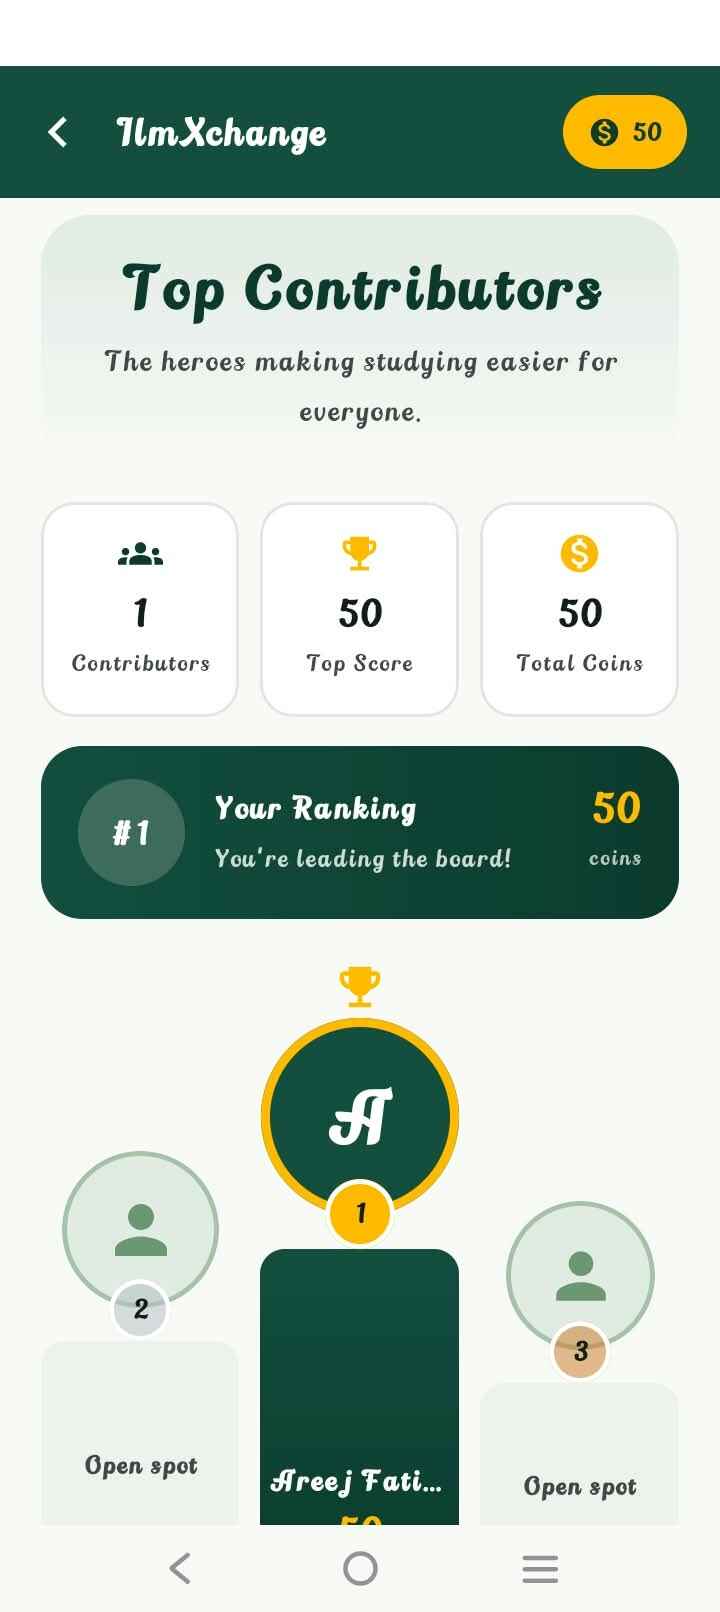 IlmXchange
50
Top Contributors
The heroes making studying easier for
everyone.
1
50
50
Contributors
Top Score
Total Coins
#1
Your Ranking
50
You're leading the board!
coins
A
1
2
3
Open spot
Areej Fati...
Open spot
50